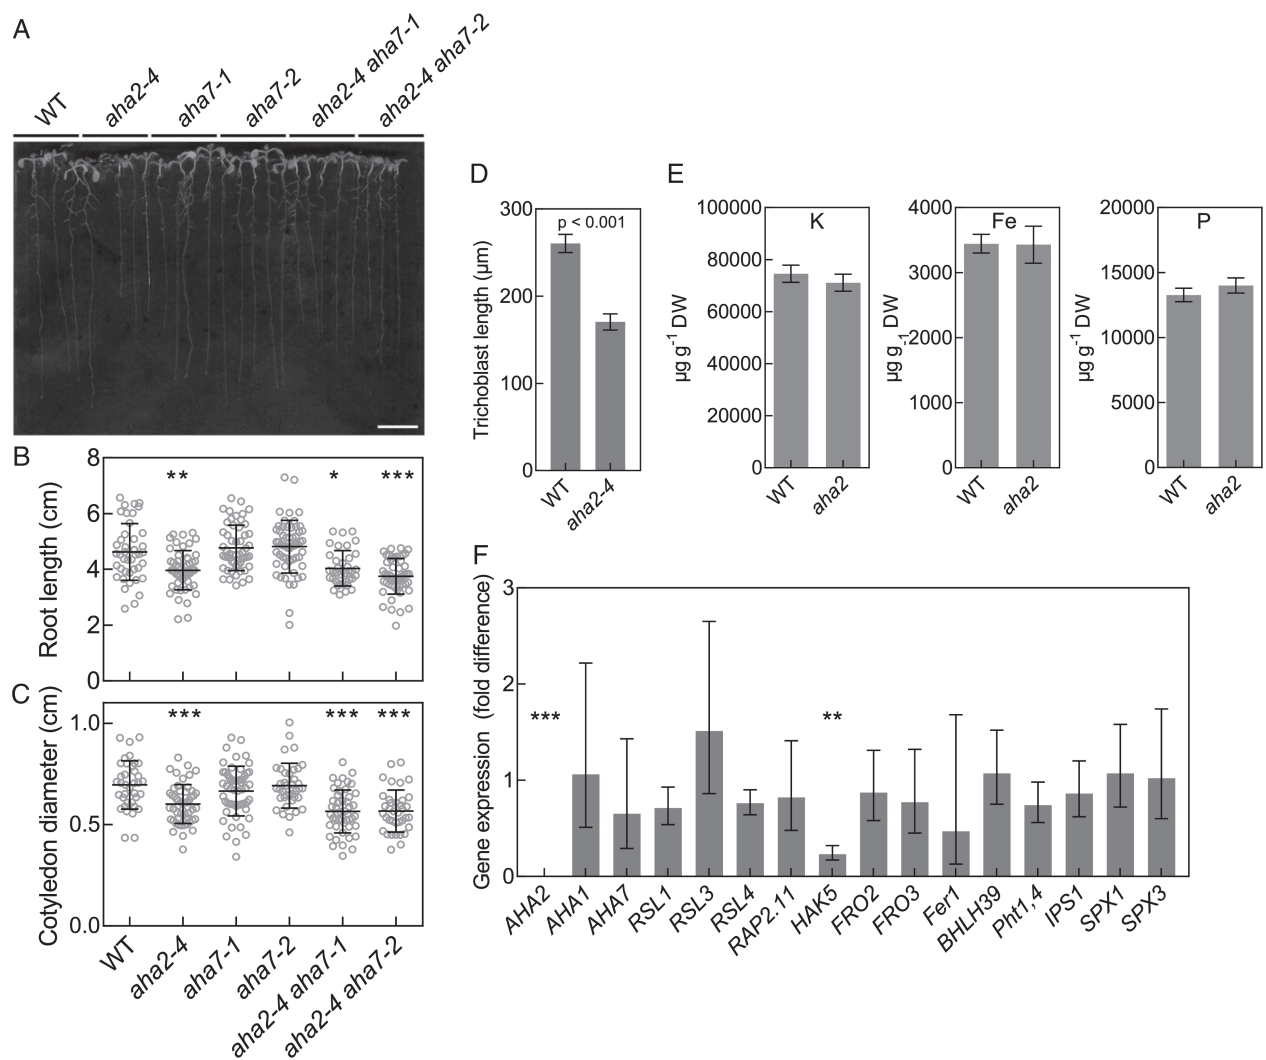 A
WT
aha2-4
aha7-1
aha7-2
aha2-4 aha7-1
aha2-4 aha7-2
B
Root length (cm)
8
6
4
2
0
**
*
***
C
Cotyledon diameter (cm)
1.0
0.5
0.0
***
***
***
WT
aha2-4
aha7-1
aha7-2
aha2-4 aha7-1
aha2-4 aha7-2
D
Trichoblast length (µm)
300
200
100
0
p < 0.001
WT
aha2-4
E
µg g-1 DW
100000
80000
60000
40000
20000
0
K
WT
aha2
µg g-1 DW
4000
3000
2000
1000
0
Fe
WT
aha2
µg g-1 DW
20000
15000
10000
5000
0
P
WT
aha2
F
Gene expression (fold difference)
3
2
1
0
***
**
AHA2
AHA1
AHA7
RSL1
RSL3
RSL4
RAP2.11
HAK5
FRO2
FRO3
Fer1
BHLH39
Pht1,4
IPS1
SPX1
SPX3